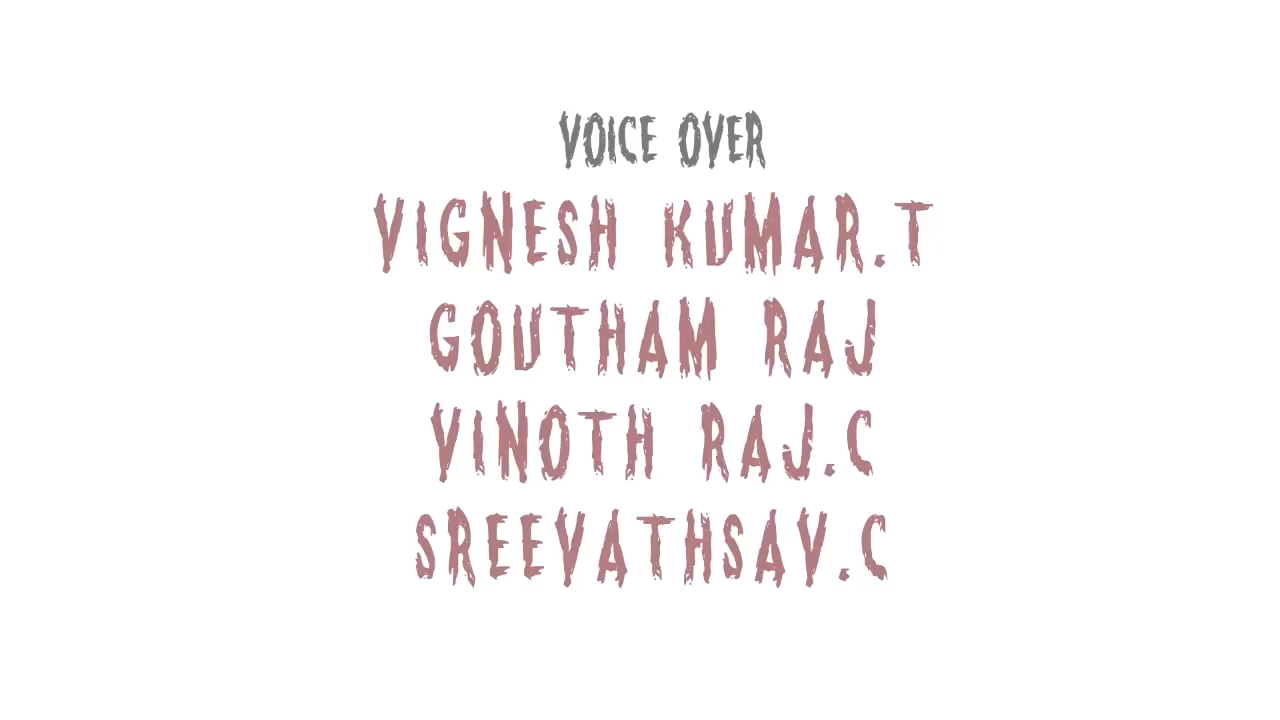 VOICE OVER
VIGNESH KUMAR.T
GOUTHAM RAJ
VINOTH RAJ.C
SREEVATHSAV.C